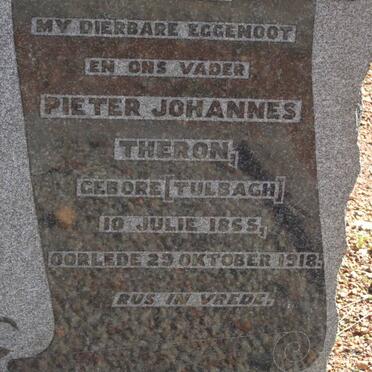 MY DIERBARE EGGENOOT
EN ONS VADER
PIETER JOHANNES
THERON,
GEBORE [TULBAGH]
10 JULIE 1855,
OORLEDE 29 OKTOBER 1918.
RUS IN VREDE.